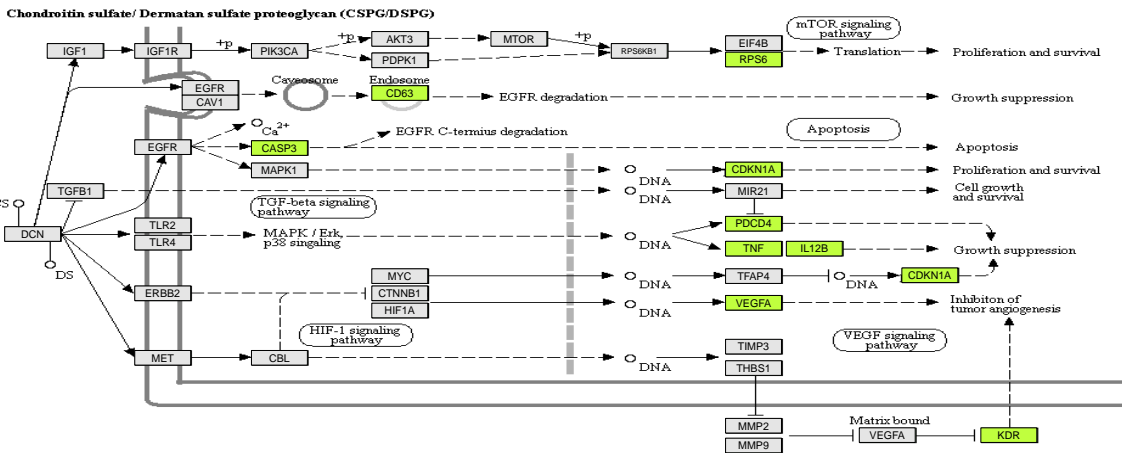 Chondroitin sulfate/ Dermatan sulfate proteoglycan (CSPG/DSPG)
mTOR signaling
pathway
IGF1
IGF1R
+p
PIK3CA
+p
AKT3
MTOR
+p
PDPK1
RPS6KB1
EIF4B
RPS6
Translation
Proliferation and survival
EGFR
CAV1
Caveosome
Endosome
CD63
EGFR degradation
Growth suppression
Ca2+
EGFR C-termius degradation
Apoptosis
EGFR
CASP3
Apoptosis
MAPK1
DNA
CDKN1A
Proliferation and survival
TGFB1
DNA
MIR21
Cell growth
and survival
TGF-beta signaling
pathway
CS
DCN
DS
TLR2
TLR4
MAPK / Erk,
p38 singaling
DNA
PDCD4
TNF
IL12B
Growth suppression
MYC
CTNNB1
HIF1A
DNA
TFAP4
DNA
CDKN1A
ERBB2
DNA
VEGFA
Inhibiton of
tumor angiogenesis
HIF-1 signaling
pathway
VEGF signaling
pathway
MET
CBL
DNA
TIMP3
THBS1
MMP2
MMP9
Matrix bound
VEGFA
KDR